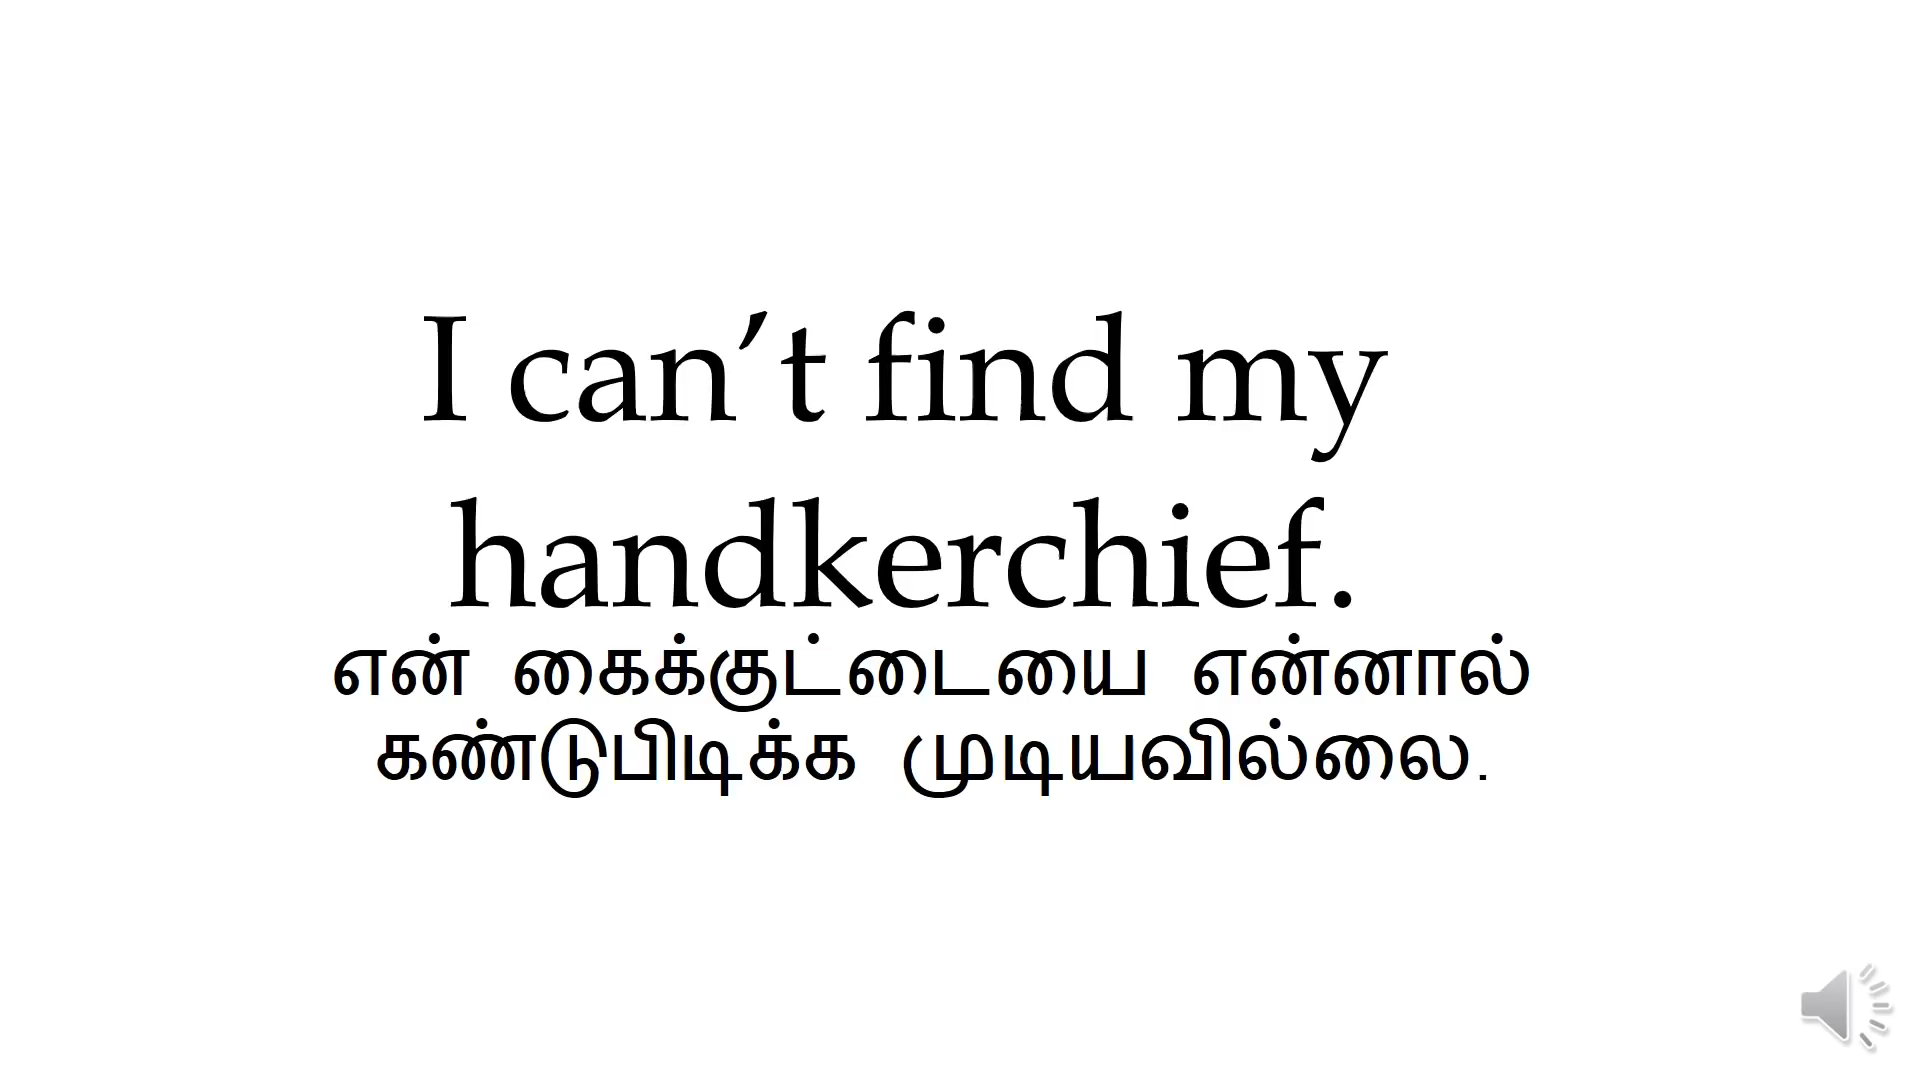 I can’t find my
handkerchief.
என் கைக்குட்டையை என்னால்
கண்டுபிடிக்க முடியவில்லை.